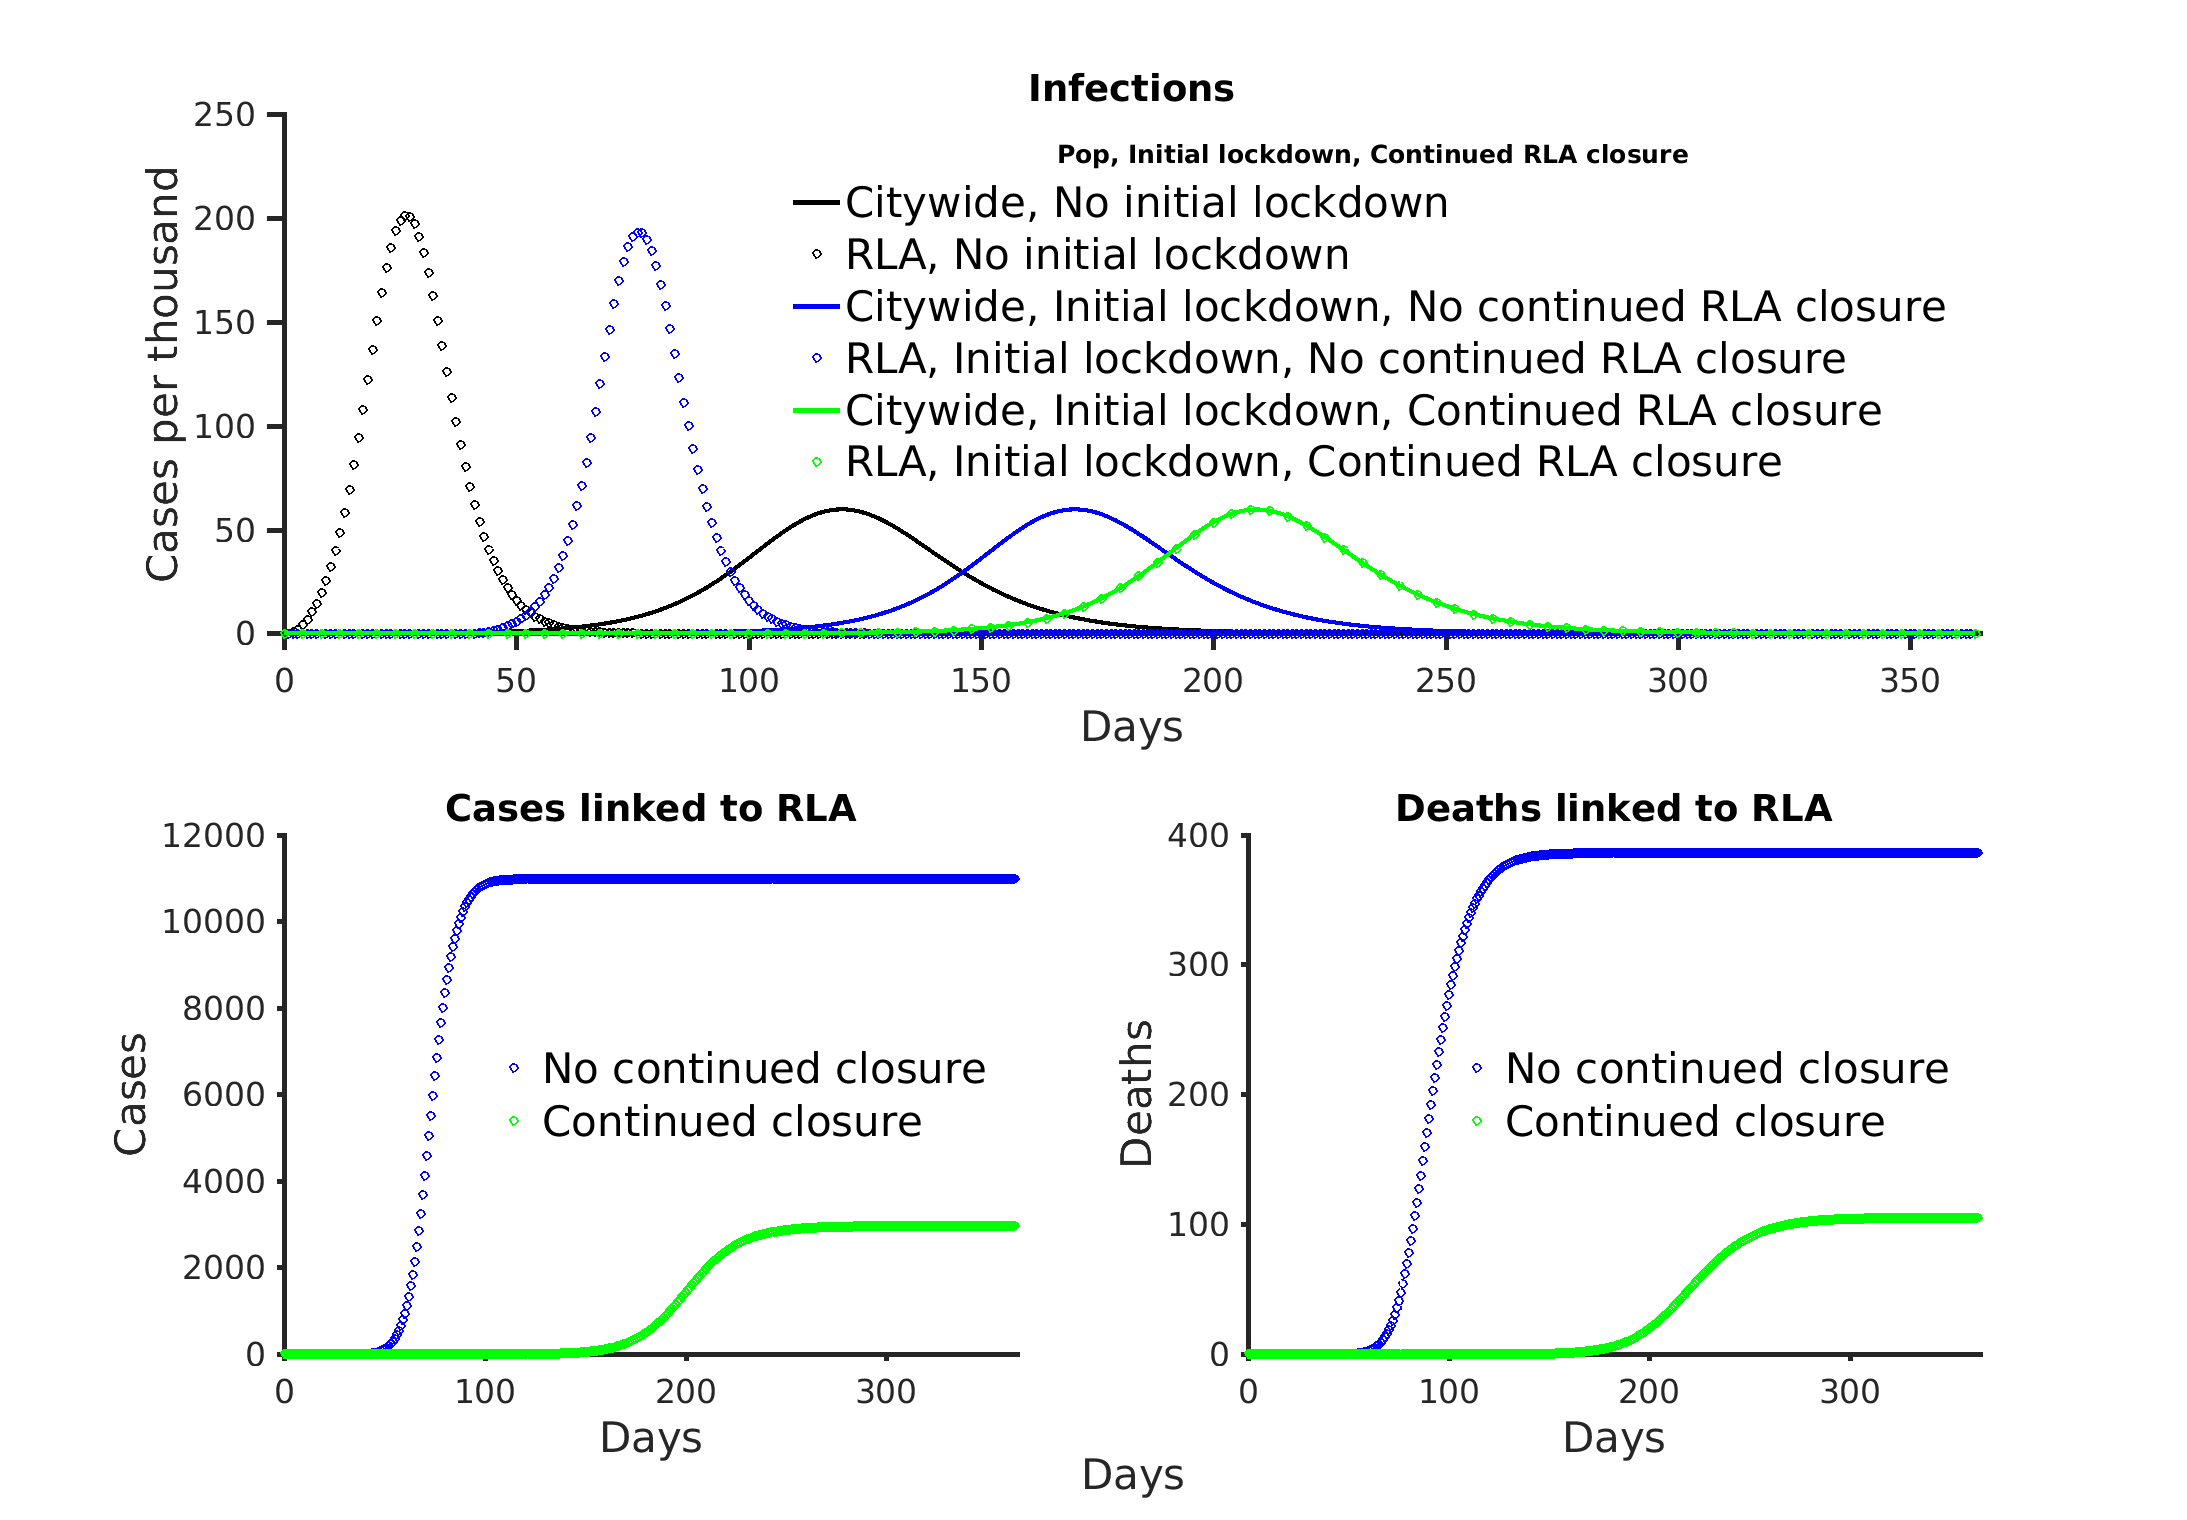 Infections
Pop, Initial lockdown, Continued RLA closure
Citywide, No initial lockdown
RLA, No initial lockdown
Citywide, Initial lockdown, No continued RLA closure
RLA, Initial lockdown, No continued RLA closure
Citywide, Initial lockdown, Continued RLA closure
RLA, Initial lockdown, Continued RLA closure
Cases per thousand
250
200
150
100
50
0
0 50 100 150 200 250 300 350
Days
Cases linked to RLA
Cases
12000
10000
8000
6000
4000
2000
0
No continued closure
Continued closure
0 100 200 300
Days
Deaths linked to RLA
Deaths
400
300
200
100
0
No continued closure
Continued closure
0 100 200 300
Days
Days